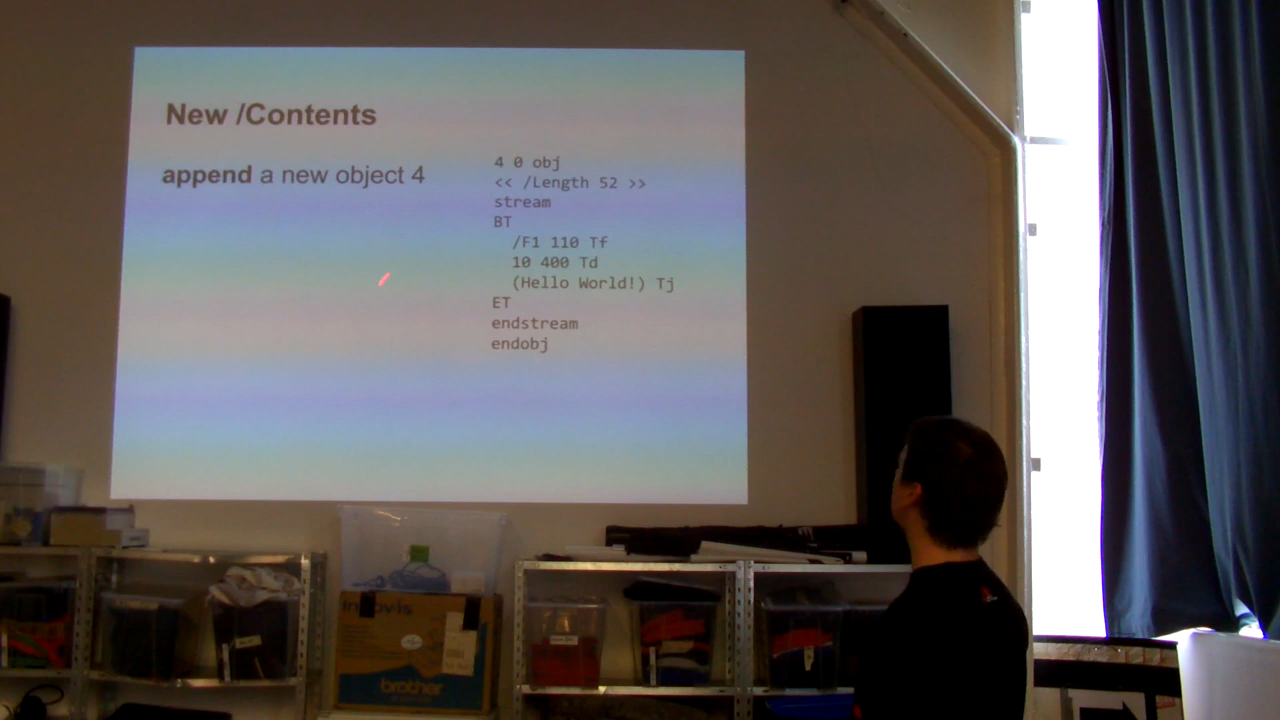 New /Contents
append a new object 4
4 0 obj
<< /Length 52 >>
stream
BT
/F1 110 Tf
10 400 Td
(Hello World!) Tj
ET
endstream
endobj
brother